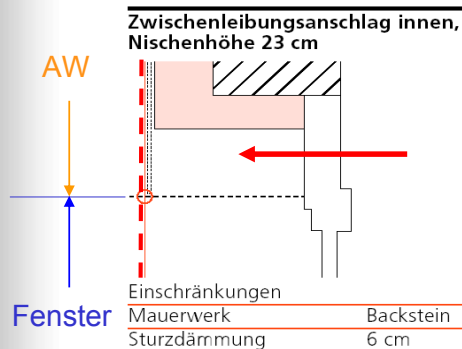 Zwischenleibungsanschlag innen,
Nischenhöhe 23 cm
AW
Fenster
Einschränkungen
Mauerwerk Backstein
Sturzdämmung 6 cm